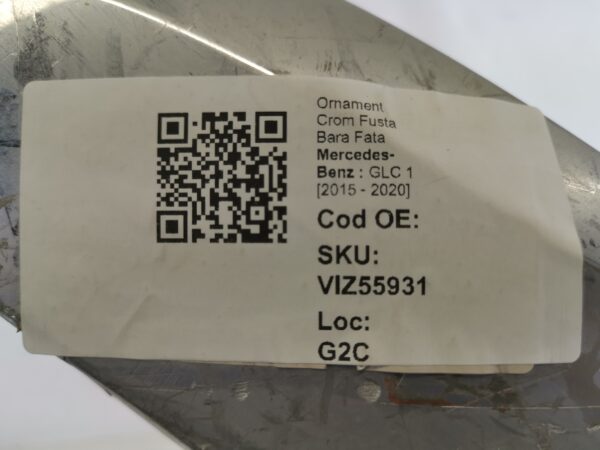 Ornament
Crom Fusta
Bara Fata
Mercedes-
Benz : GLC 1
[2015 - 2020]
Cod OE:
SKU:
VIZ55931
Loc:
G2C